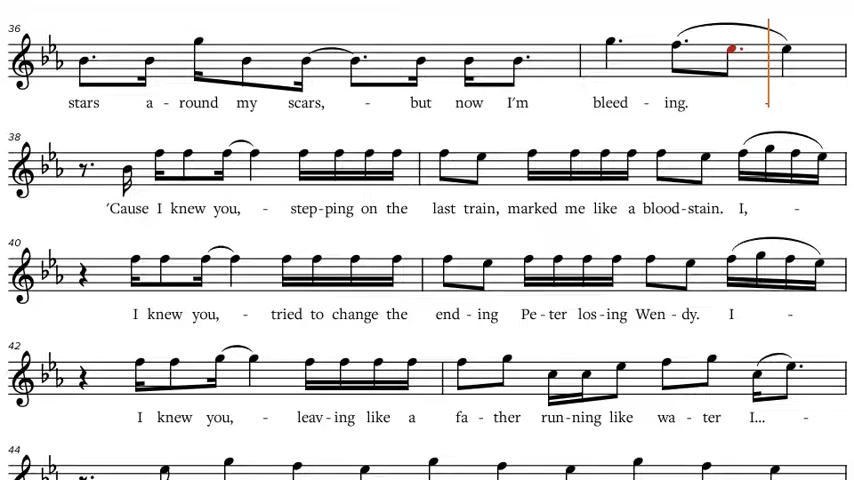 36
stars a - round my scars, - but now I'm bleed - ing. -
38
'Cause I knew you, - step-ping on the last train, marked me like a blood-stain. I, -
40
I knew you, - tried to change the end - ing Pe - ter los - ing Wen - dy. I -
42
I knew you, - leav - ing like a fa - ther run-ning like wa - ter I... -
44